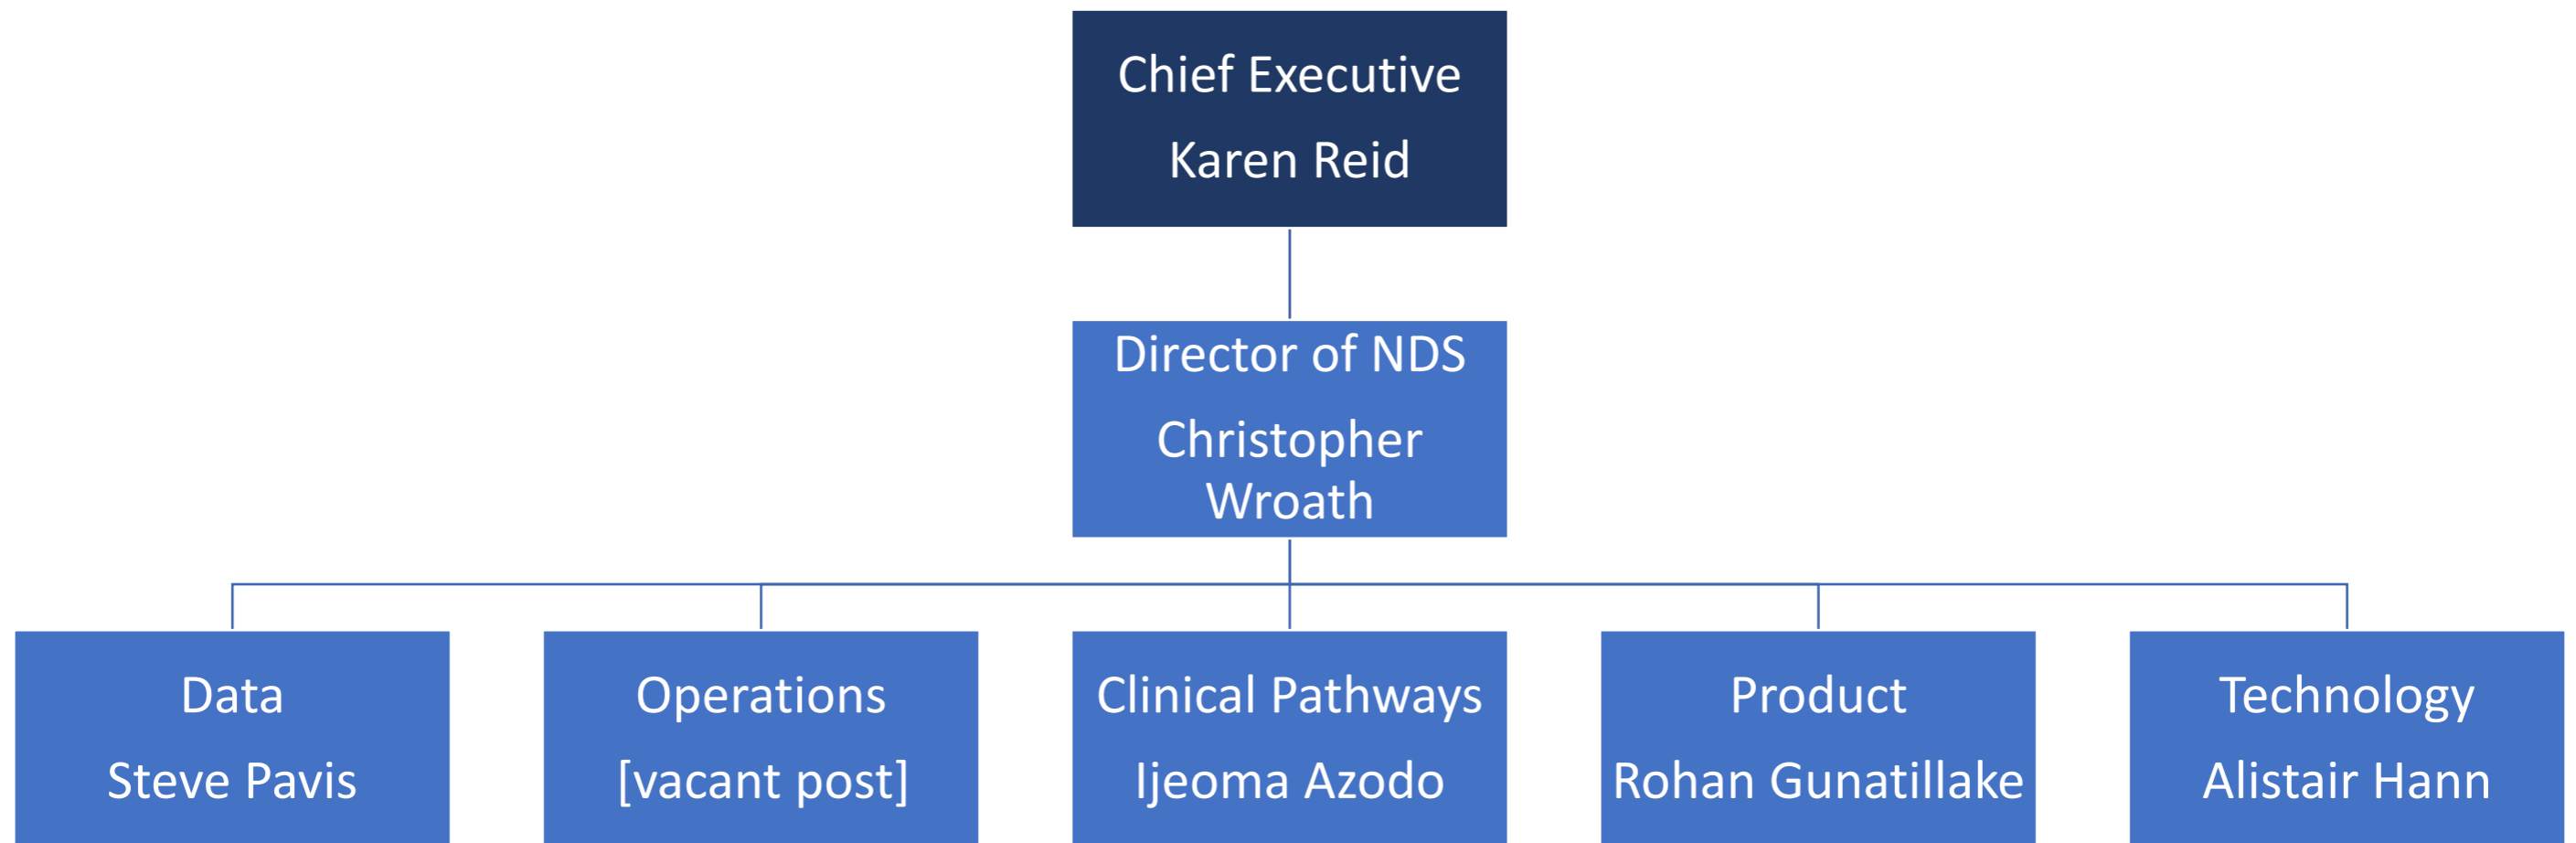 Chief Executive
Karen Reid
Director of NDS
Christopher
Wroath
Data
Steve Pavis
Operations
[vacant post]
Clinical Pathways
Ijeoma Azodo
Product
Rohan Gunatillake
Technology
Alistair Hann